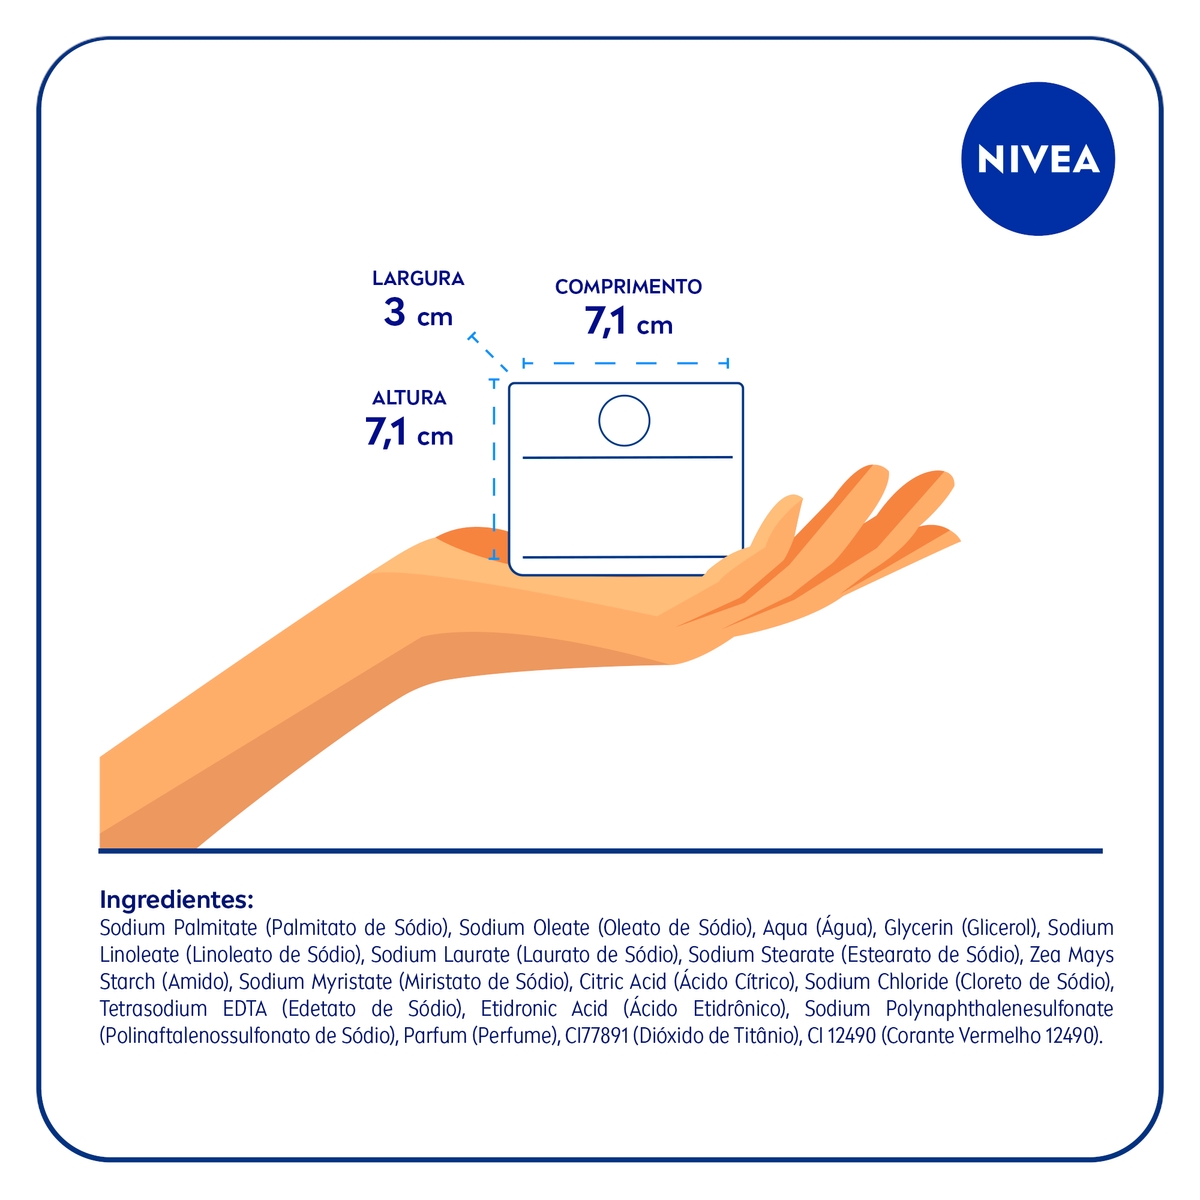 NIVEA
LARGURA
3 cm
COMPRIMENTO
7,1 cm
ALTURA
7,1 cm
Ingredientes:
Sodium Palmitate (Palmitato de Sódio), Sodium Oleate (Oleato de Sódio), Aqua (Água), Glycerin (Glicerol), Sodium
Linoleate (Linoleato de Sódio), Sodium Laurate (Laurato de Sódio), Sodium Stearate (Estearato de Sódio), Zea Mays
Starch (Amido), Sodium Myristate (Miristato de Sódio), Citric Acid (Ácido Cítrico), Sodium Chloride (Cloreto de Sódio),
Tetrasodium EDTA (Edetato de Sódio), Etidronic Acid (Ácido Etidrônico), Sodium Polynaphthalenesulfonate
(Polinaftalenossulfonato de Sódio), Parfum (Perfume), CI77891 (Dióxido de Titânio), CI 12490 (Corante Vermelho 12490).